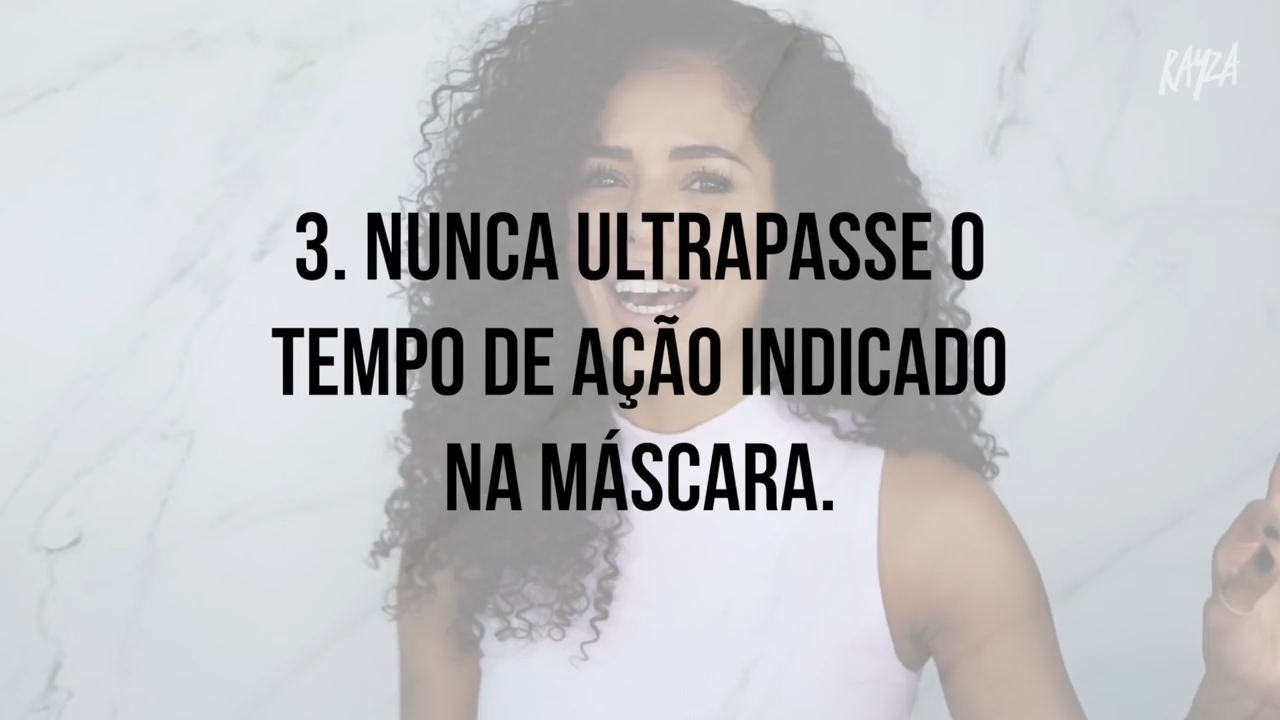 RAYZA
3. NUNCA ULTRAPASSE O
TEMPO DE AÇÃO INDICADO
NA MÁSCARA.